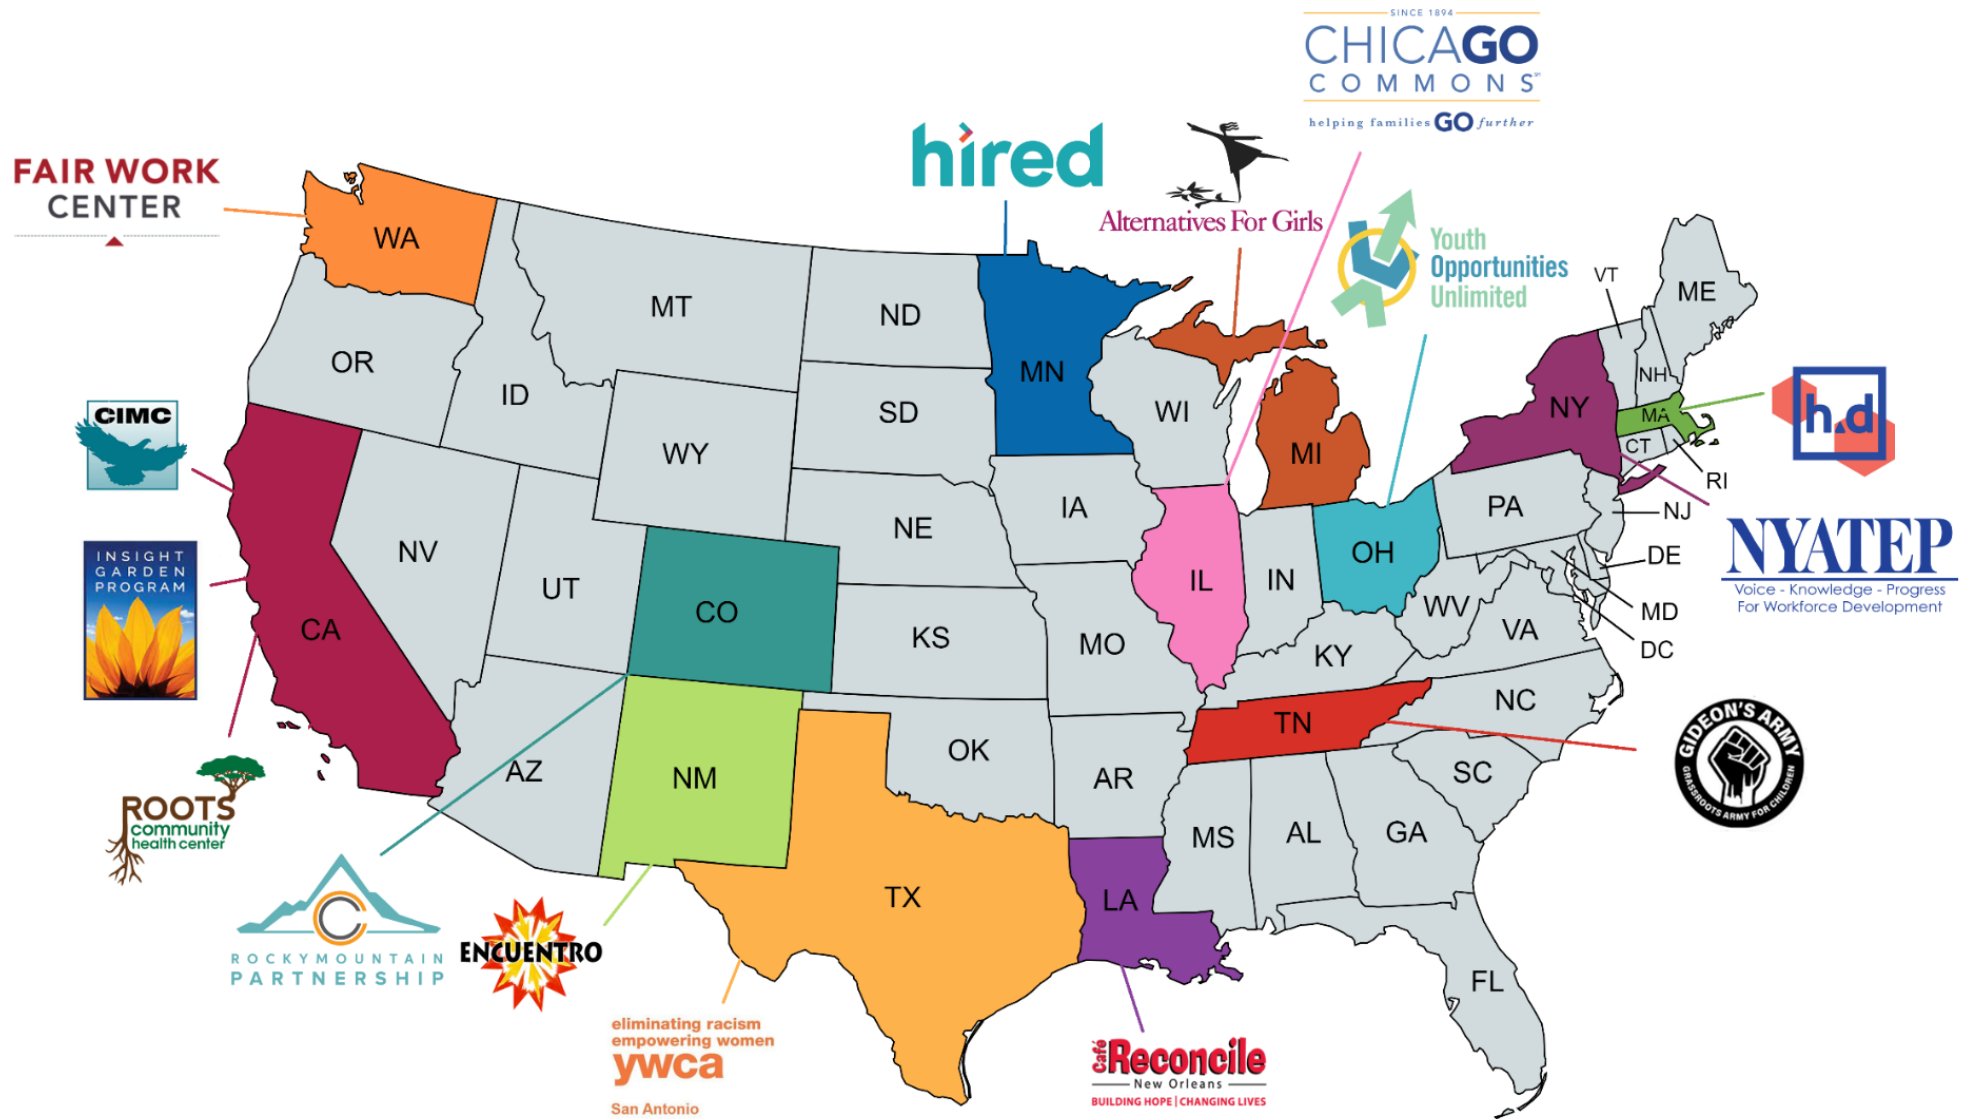 SINCE 1894
CHICAGO
COMMONS
helping families GO further
hired
Alternatives For Girls
FAIR WORK
CENTER
Youth
Opportunities
Unlimited
WA
MT
ND
MN
OR
ID
SD
WI
MI
VT
ME
NH
NY
MA
CT
RI
h.d
CIMC
WY
IA
NE
PA
NJ
DE
MD
DC
NYATEP
Voice - Knowledge - Progress
For Workforce Development
INSIGHT
GARDEN
PROGRAM
NV
UT
CO
KS
MO
IL
IN
OH
WV
VA
KY
CA
NC
TN
SC
GIDEON'S ARMY
GRASSROOTS ARMY FOR CHILDREN
ROOTS
community
health center
AZ
NM
OK
AR
MS
AL
GA
TX
LA
FL
ROCKYMOUNTAIN
PARTNERSHIP
ENCUENTRO
eliminating racism
empowering women
ywca
San Antonio
Café Reconcile
New Orleans
BUILDING HOPE | CHANGING LIVES